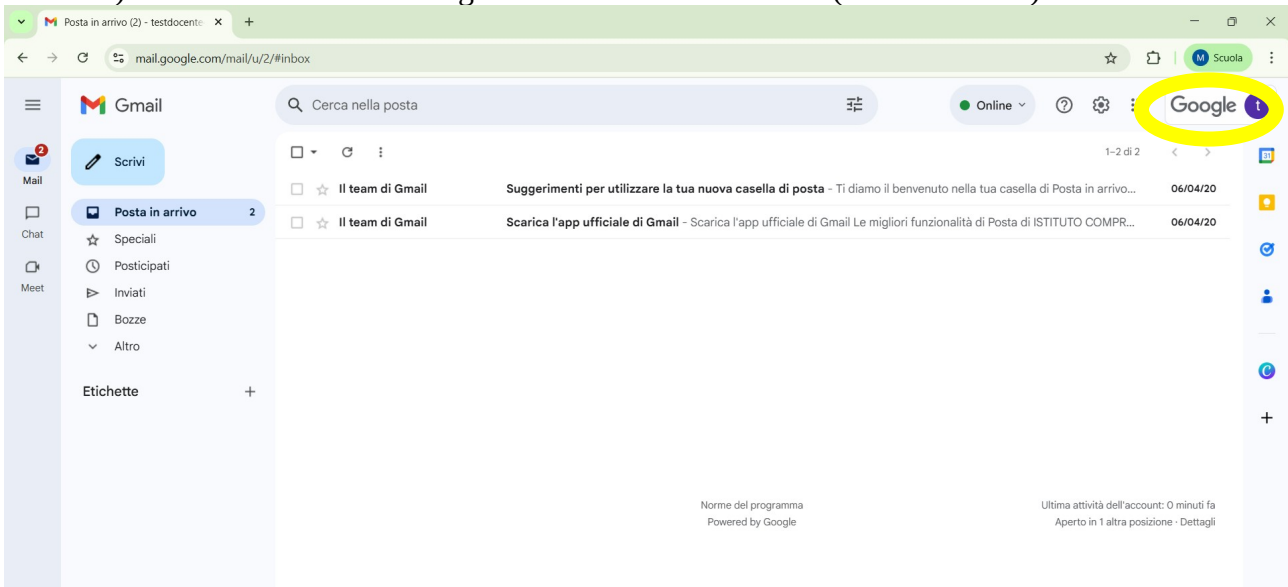 Posta in arrivo (2) - testdocente
mail.google.com/mail/u/2/#inbox
M Scuola
Gmail
Cerca nella posta
Online
Google t
2
Mail
Scrivi
1–2 di 2
31
Il team di Gmail Suggerimenti per utilizzare la tua nuova casella di posta - Ti diamo il benvenuto nella tua casella di Posta in arrivo... 06/04/20
Posta in arrivo 2
Il team di Gmail Scarica l'app ufficiale di Gmail - Scarica l'app ufficiale di Gmail Le migliori funzionalità di Posta di ISTITUTO COMPR... 06/04/20
Chat
Speciali
Posticipati
Meet
Inviati
Bozze
Altro
Etichette
Norme del programma
Powered by Google
Ultima attività dell'account: 0 minuti fa
Aperto in 1 altra posizione · Dettagli